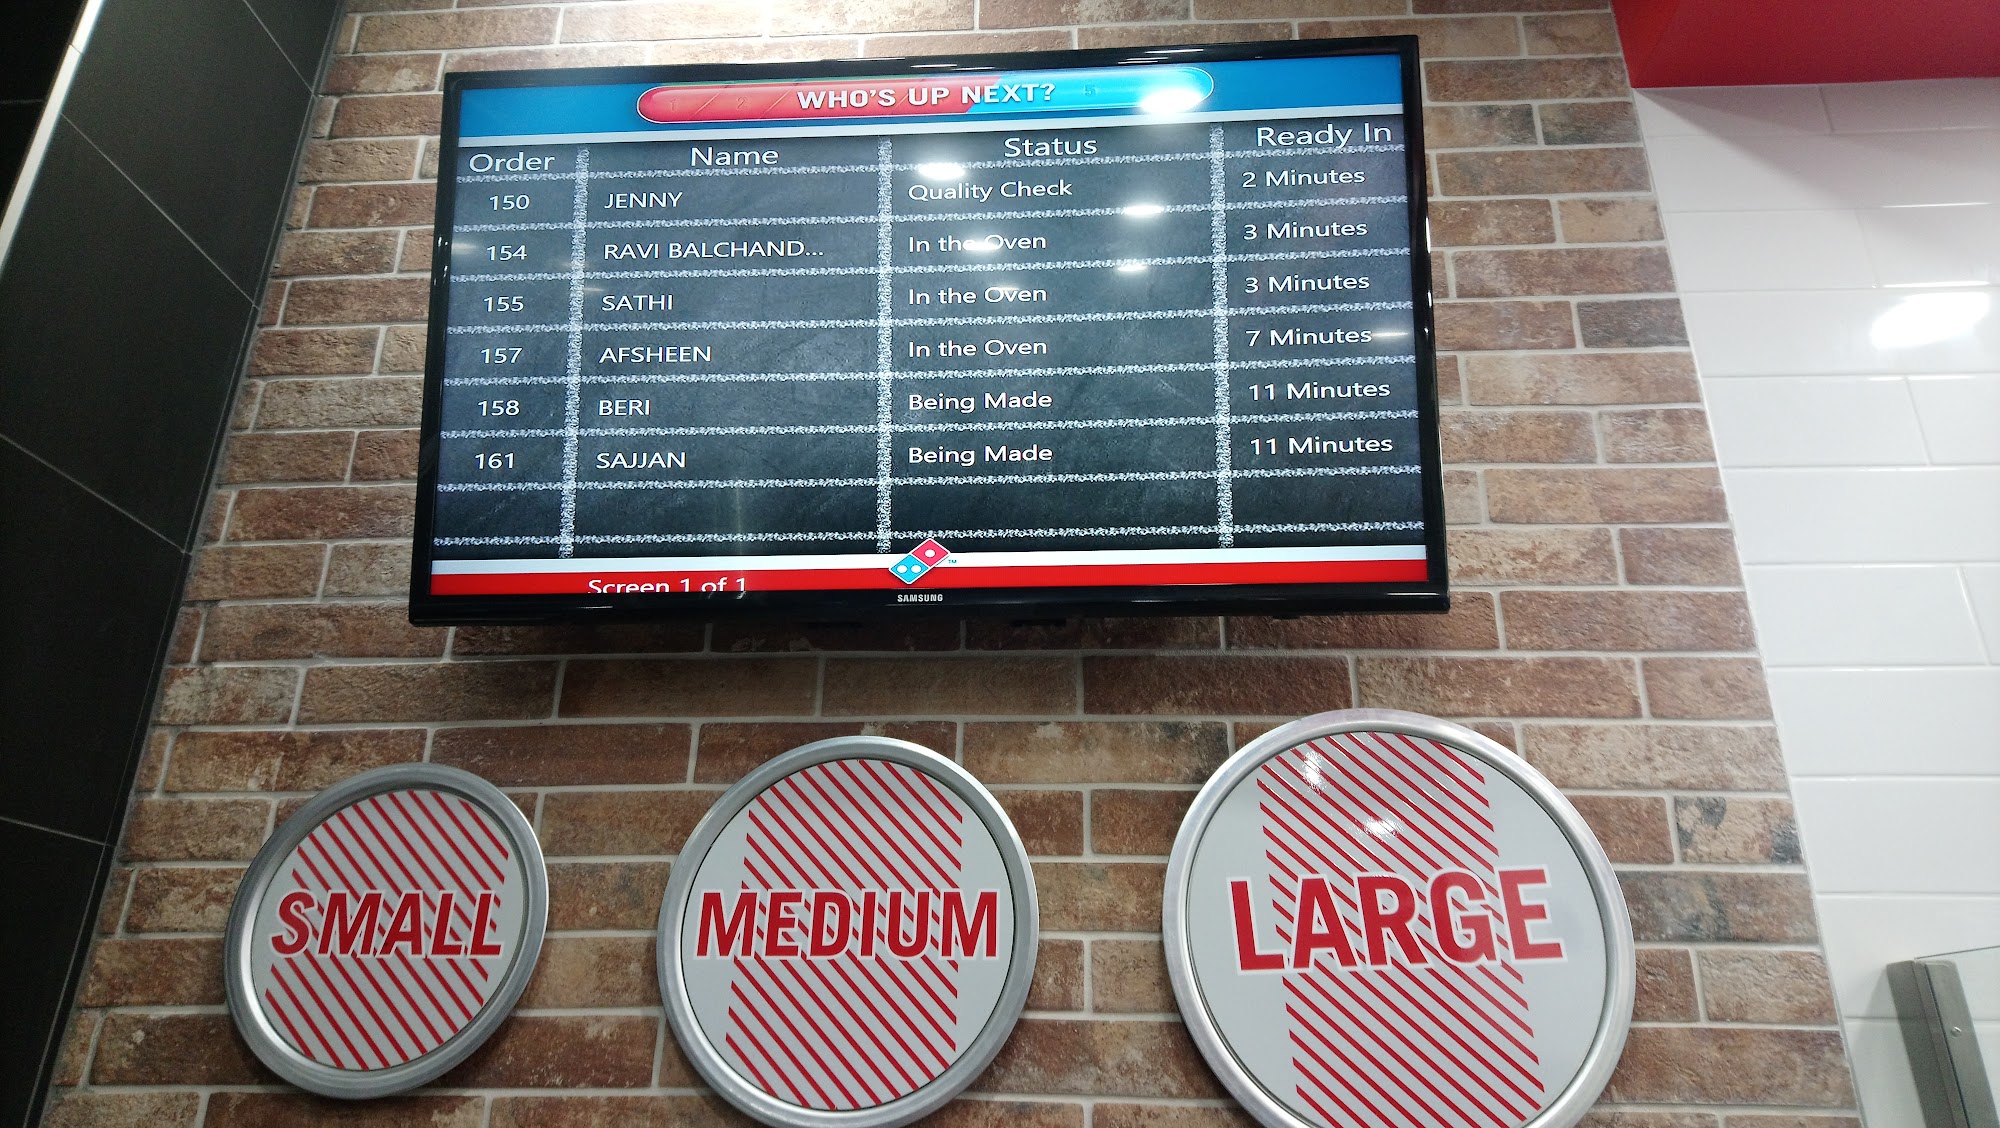 WHO'S UP NEXT?
Order Name Status Ready In
150 JENNY Quality Check 2 Minutes
154 RAVI BALCHAND... In the Oven 3 Minutes
155 SATHI In the Oven 3 Minutes
157 AFSHEEN In the Oven 7 Minutes
158 BERI Being Made 11 Minutes
161 SAJJAN Being Made 11 Minutes
Screen 1 of 1
TM
SAMSUNG
SMALL MEDIUM LARGE